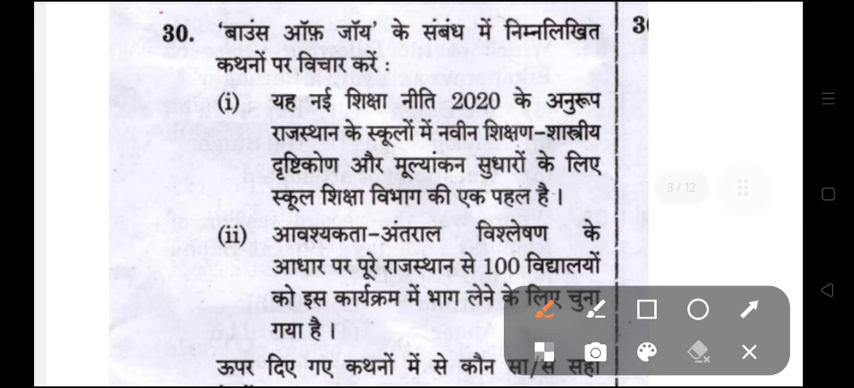 30. 'बाउंस ऑफ़ जॉय' के संबंध में निम्नलिखित
कथनों पर विचार करें :
(i) यह नई शिक्षा नीति 2020 के अनुरूप
राजस्थान के स्कूलों में नवीन शिक्षण-शास्त्रीय
दृष्टिकोण और मूल्यांकन सुधारों के लिए
स्कूल शिक्षा विभाग की एक पहल है ।
(ii) आवश्यकता-अंतराल विश्लेषण के
आधार पर पूरे राजस्थान से 100 विद्यालयों
को इस कार्यक्रम में भाग लेने के लिए चुना
गया है ।
ऊपर दिए गए कथनों में से कौन सा/से सही
3/12